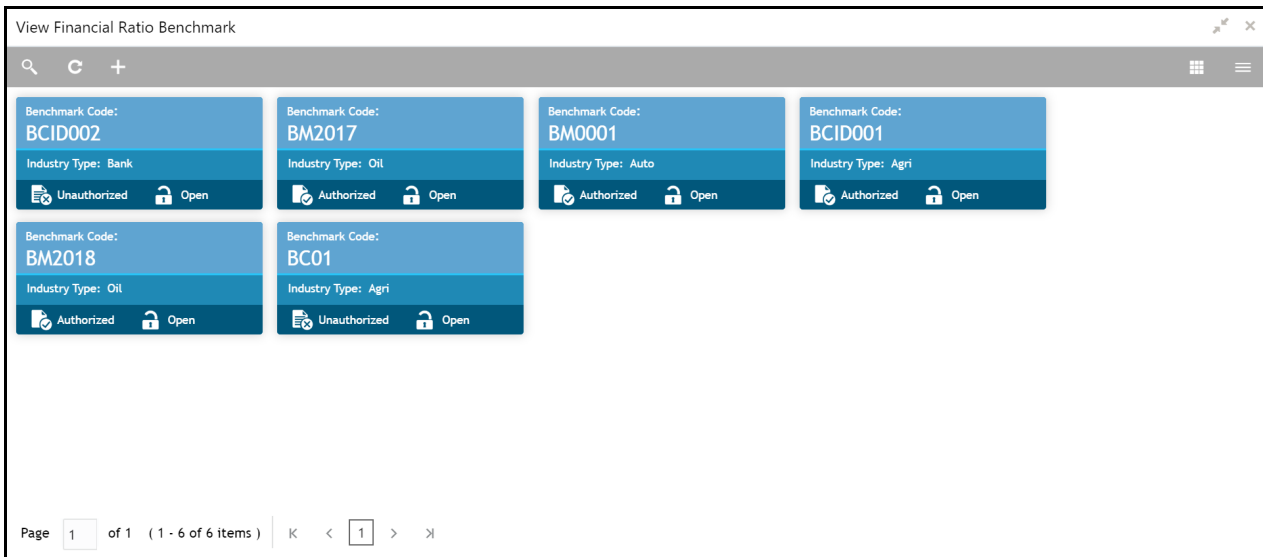 View Financial Ratio Benchmark
Benchmark Code:
BCID002
Industry Type: Bank
Unauthorized Open
Benchmark Code:
BM2017
Industry Type: Oil
Authorized Open
Benchmark Code:
BM0001
Industry Type: Auto
Authorized Open
Benchmark Code:
BCID001
Industry Type: Agri
Authorized Open
Benchmark Code:
BM2018
Industry Type: Oil
Authorized Open
Benchmark Code:
BC01
Industry Type: Agri
Unauthorized Open
Page 1 of 1 ( 1 - 6 of 6 items ) 1